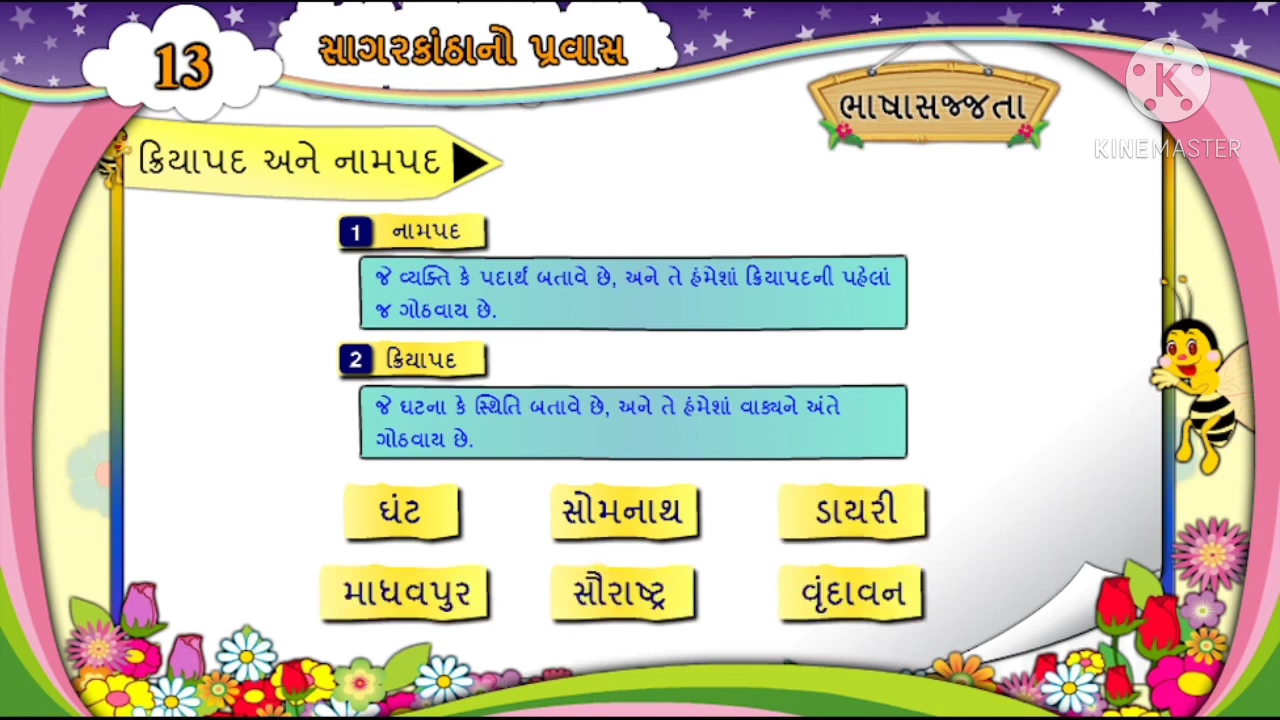 13
સાગરકાંઠાનો પ્રવાસ
ભાષાસજ્જતા
KINEMASTER
ક્રિયાપદ અને નામપદ
1 નામપદ
જે વ્યક્તિ કે પદાર્થ બતાવે છે, અને તે હંમેશાં ક્રિયાપદની પહેલાં
જ ગોઠવાય છે.
2 ક્રિયાપદ
જે ઘટના કે સ્થિતિ બતાવે છે, અને તે હંમેશાં વાક્યને અંતે
ગોઠવાય છે.
ઘંટ સોમનાથ ડાયરી
માધવપુર સૌરાષ્ટ્ર વૃંદાવન